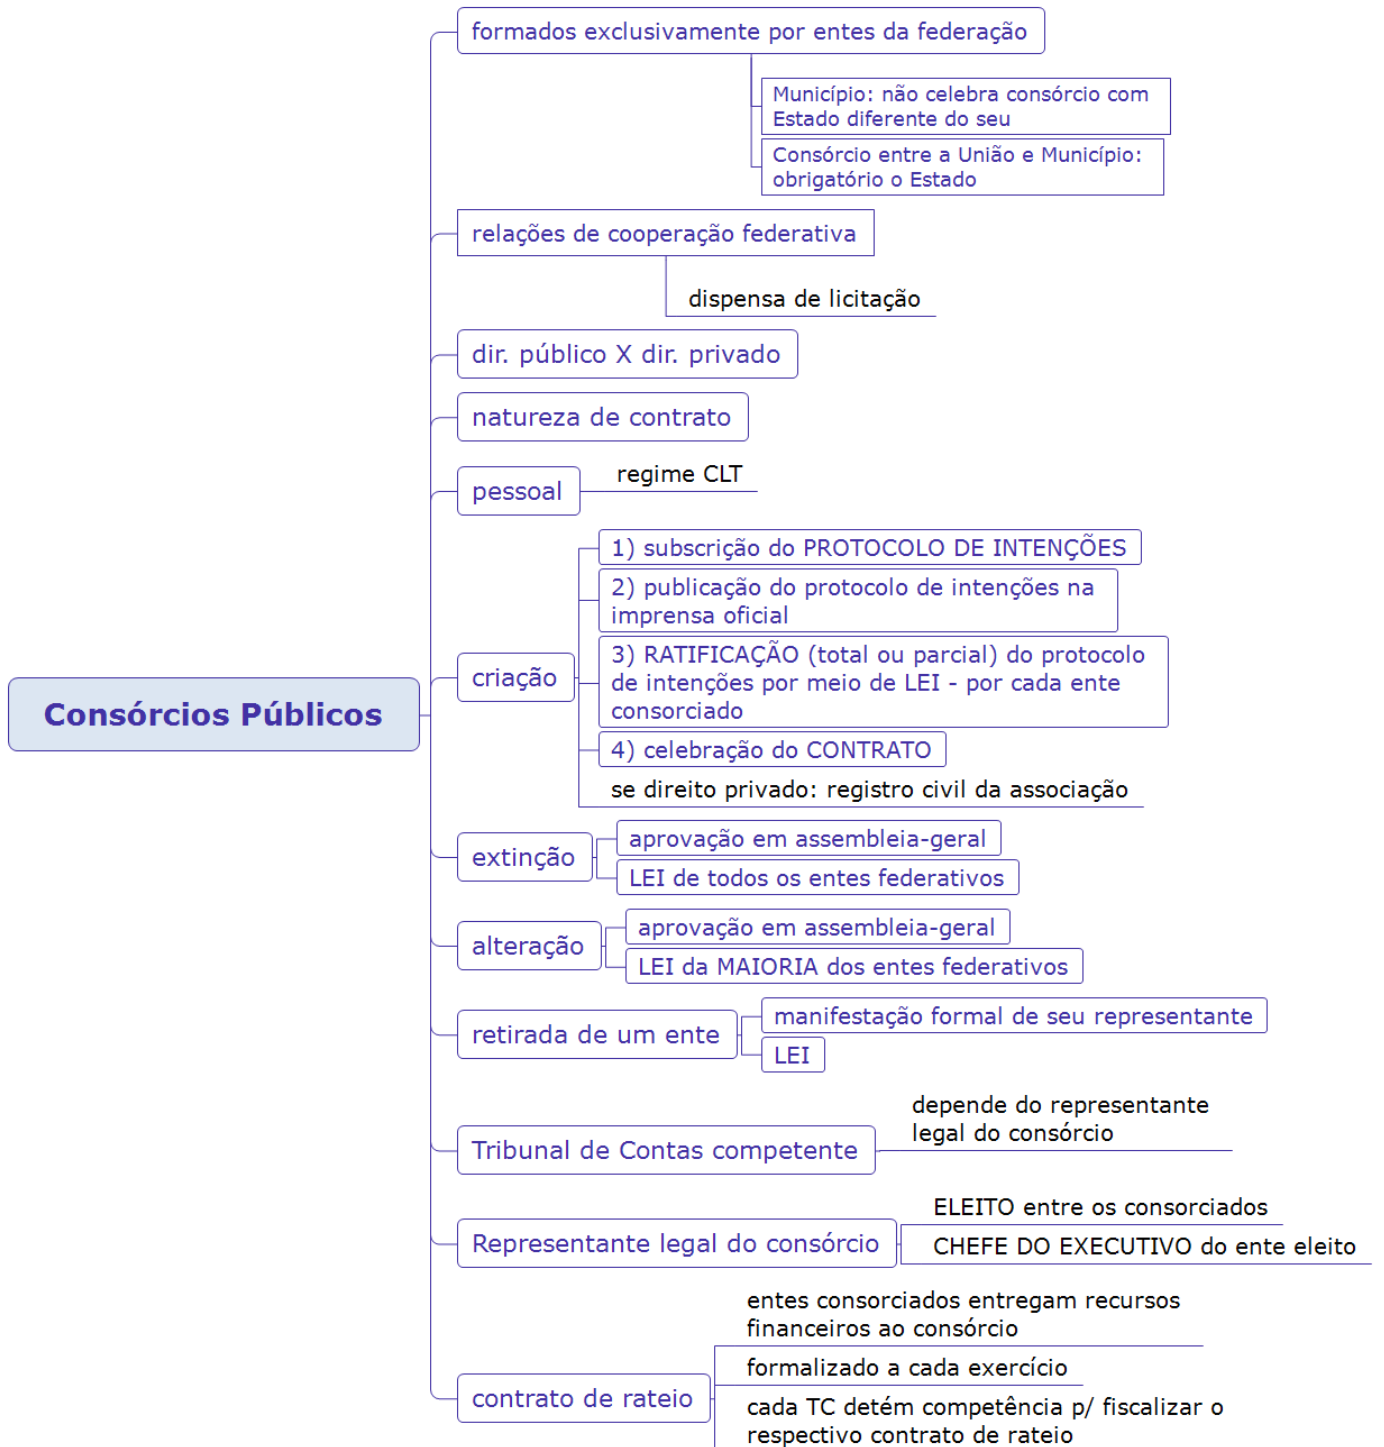 formados exclusivamente por entes da federação
Município: não celebra consórcio com
Estado diferente do seu
Consórcio entre a União e Município:
obrigatório o Estado
relações de cooperação federativa
dispensa de licitação
dir. público X dir. privado
natureza de contrato
pessoal
regime CLT
Consórcios Públicos
criação
1) subscrição do PROTOCOLO DE INTENÇÕES
2) publicação do protocolo de intenções na
imprensa oficial
3) RATIFICAÇÃO (total ou parcial) do protocolo
de intenções por meio de LEI - por cada ente
consorciado
4) celebração do CONTRATO
se direito privado: registro civil da associação
extinção
aprovação em assembleia-geral
LEI de todos os entes federativos
alteração
aprovação em assembleia-geral
LEI da MAIORIA dos entes federativos
retirada de um ente
manifestação formal de seu representante
LEI
Tribunal de Contas competente
depende do representante
legal do consórcio
Representante legal do consórcio
ELEITO entre os consorciados
CHEFE DO EXECUTIVO do ente eleito
contrato de rateio
entes consorciados entregam recursos
financeiros ao consórcio
formalizado a cada exercício
cada TC detém competência p/ fiscalizar o
respectivo contrato de rateio